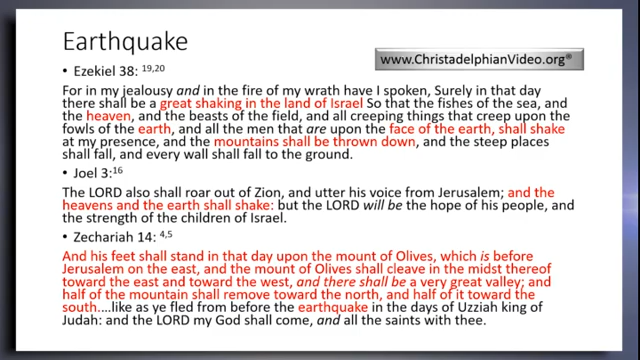 Earthquake
www.ChristadelphianVideo.org®
• Ezekiel 38: 19,20
For in my jealousy and in the fire of my wrath have I spoken, Surely in that day
there shall be a great shaking in the land of Israel So that the fishes of the sea, and
the heaven, and the beasts of the field, and all creeping things that creep upon the
fowls of the earth, and all the men that are upon the face of the earth, shall shake
at my presence, and the mountains shall be thrown down, and the steep places
shall fall, and every wall shall fall to the ground.
• Joel 3:16
The LORD also shall roar out of Zion, and utter his voice from Jerusalem; and the
heavens and the earth shall shake: but the LORD will be the hope of his people, and
the strength of the children of Israel.
• Zechariah 14: 4,5
And his feet shall stand in that day upon the mount of Olives, which is before
Jerusalem on the east, and the mount of Olives shall cleave in the midst thereof
toward the east and toward the west, and there shall be a very great valley; and
half of the mountain shall remove toward the north, and half of it toward the
south....like as ye fled from before the earthquake in the days of Uzziah king of
Judah: and the LORD my God shall come, and all the saints with thee.